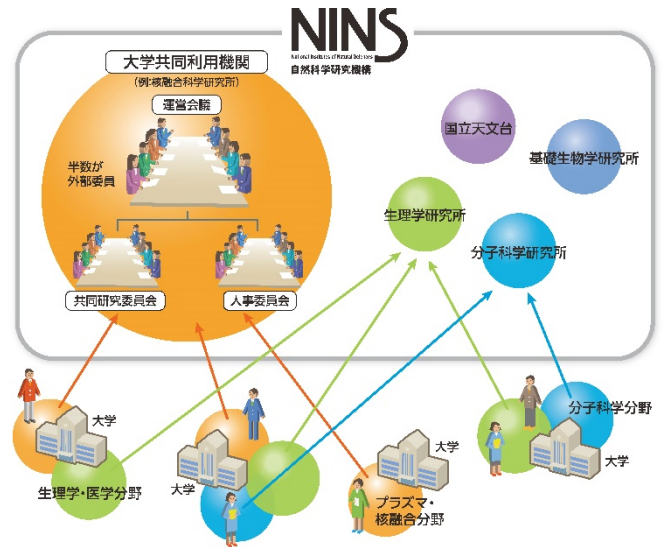 NINS
National Institutes of Natural Sciences
自然科学研究機構
大学共同利用機関
(例:核融合科学研究所)
運営会議
半数が
外部委員
共同研究委員会
人事委員会
国立天文台
基礎生物学研究所
生理学研究所
分子科学研究所
大学
生理学・医学分野
大学
大学
プラズマ・
核融合分野
分子科学分野
大学